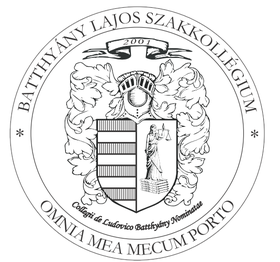 * BATTHYÁNY LAJOS SZAKKOLLÉGIUM *
2001
Collegii de Ludovico Batthyány Nominatae
OMNIA MEA MECUM PORTO